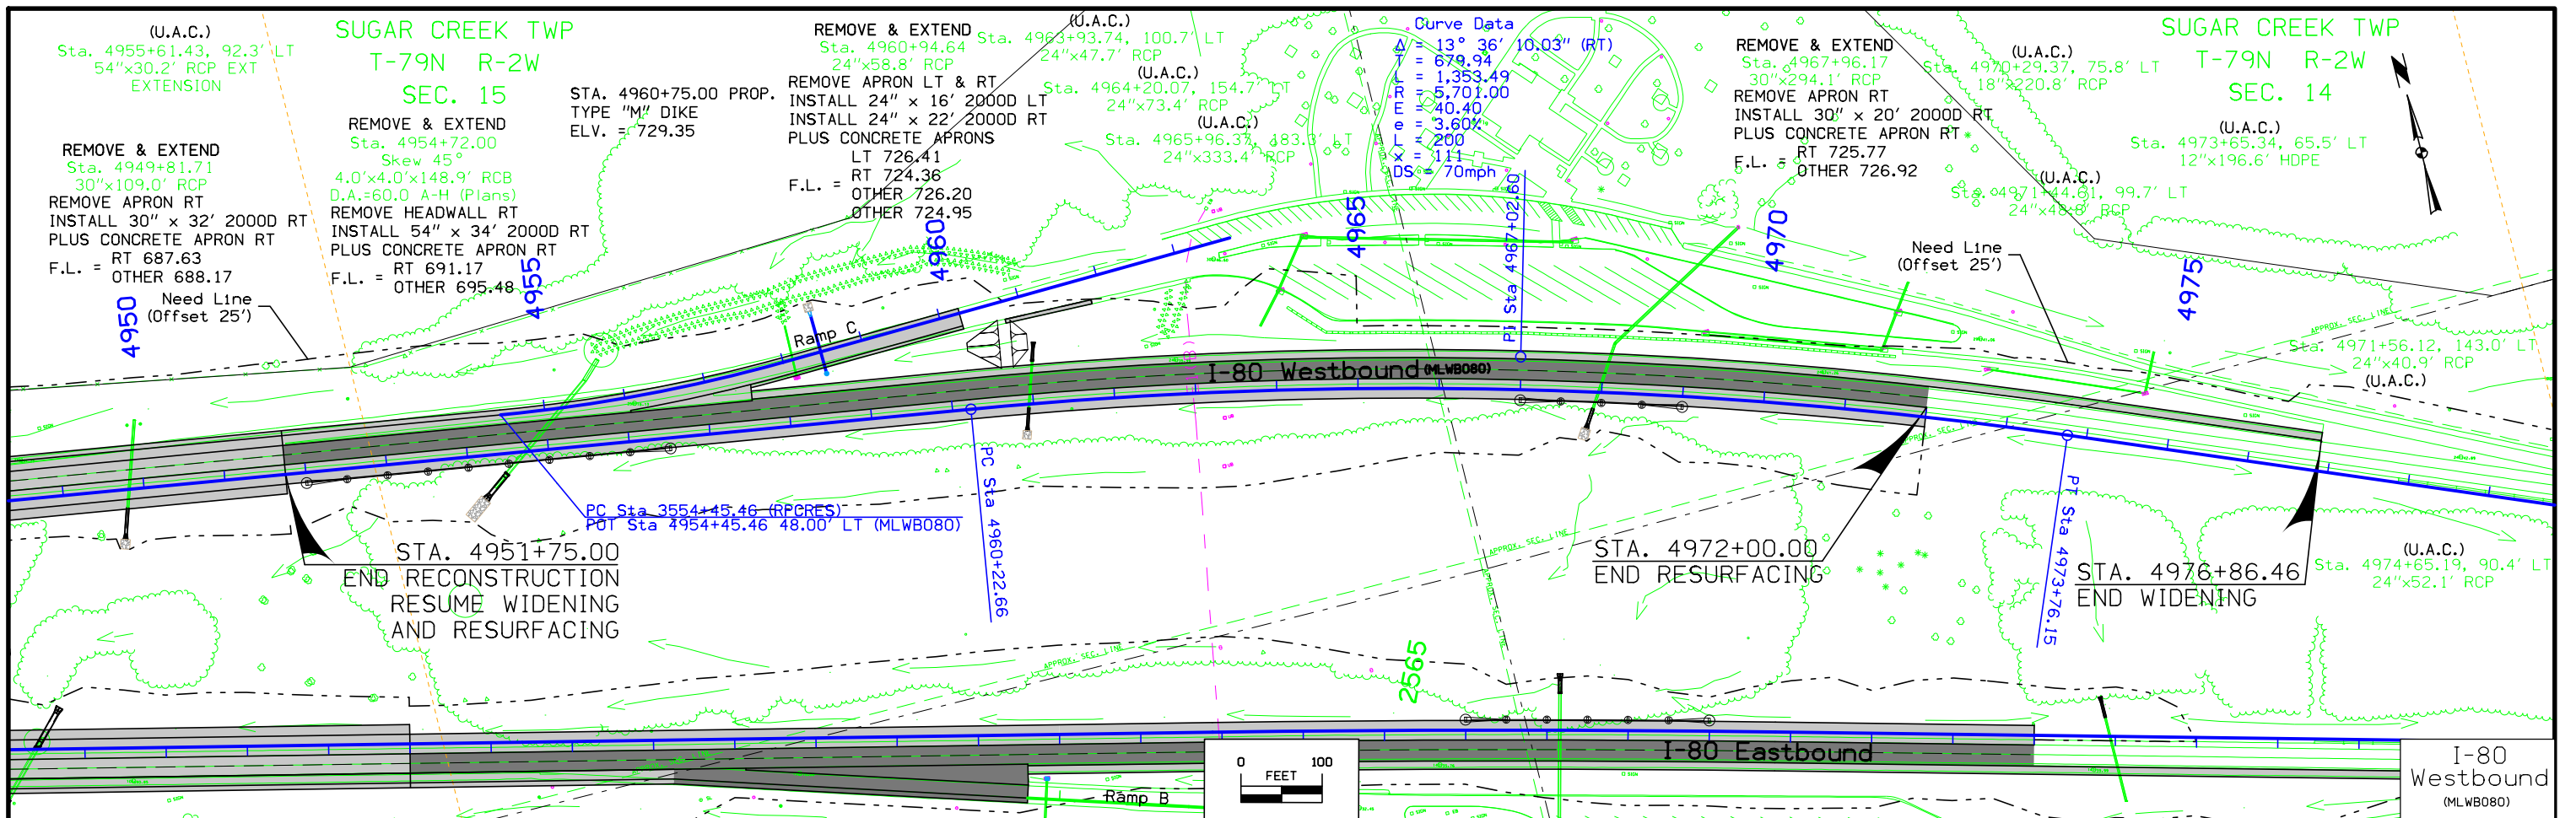 (U.A.C.)
Sta. 4955+61.43, 92.3' LT
54"x30.2' RCP EXT
EXTENSION
SUGAR CREEK TWP
T-79N R-2W
SEC. 15
REMOVE & EXTEND
Sta. 4949+81.71
30"x109.0' RCP
REMOVE APRON RT
INSTALL 30" x 32' 2000D RT
PLUS CONCRETE APRON RT
F.L. = RT 687.63
OTHER 688.17
REMOVE & EXTEND
Sta. 4954+72.00
Skew 45°
4.0'x4.0'x148.9' RCB
D.A.=60.0 A-H (Plans)
REMOVE HEADWALL RT
INSTALL 54" x 34' 2000D RT
PLUS CONCRETE APRON RT
F.L. = RT 691.17
OTHER 695.48
STA. 4960+75.00 PROP.
TYPE "M" DIKE
ELV. = 729.35
REMOVE & EXTEND
Sta. 4960+94.64
24"x58.8' RCP
REMOVE APRON LT & RT
INSTALL 24" x 16' 2000D LT
INSTALL 24" x 22' 2000D RT
PLUS CONCRETE APRONS
F.L. = LT 726.41
RT 724.36
OTHER 726.20
OTHER 724.95
(U.A.C.)
Sta. 4963+93.74, 100.7' LT
24"x47.7' RCP
(U.A.C.)
Sta. 4964+20.07, 154.7' LT
24"x73.4' RCP
(U.A.C.)
Sta. 4965+96.37, 183.3' LT
24"x333.4' RCP
Curve Data
Δ = 13° 36' 10.03" (RT)
T = 679.94
L = 1,353.49
R = 5,701.00
E = 40.40
e = 3.60%
L = 200
x = 111
DS = 70mph
REMOVE & EXTEND
Sta. 4967+96.17
30"x294.1' RCP
REMOVE APRON RT
INSTALL 30" x 20' 2000D RT
PLUS CONCRETE APRON RT
F.L. = RT 725.77
OTHER 726.92
(U.A.C.)
Sta. 4970+29.37, 75.8' LT
18"x220.8' RCP
(U.A.C.)
Sta. 4971+44.61, 99.7' LT
24"x48.8' RCP
SUGAR CREEK TWP
T-79N R-2W
SEC. 14
(U.A.C.)
Sta. 4973+65.34, 65.5' LT
12"x196.6' HDPE
Need Line
(Offset 25')
4950
4955
4960
4965
4970
4975
Need Line
(Offset 25')
PI Sta 4967+02.60
Ramp C
I-80 Westbound (MLWB080)
APPROX. SEC. LINE
Sta. 4971+56.12, 143.0' LT
24"x40.9' RCP
(U.A.C.)
PC Sta 3554+45.46 (RPCRES)
POT Sta 4954+45.46 48.00' LT (MLWB080)
PC Sta 4960+22.66
PT Sta 4973+76.15
STA. 4951+75.00
END RECONSTRUCTION
RESUME WIDENING
AND RESURFACING
STA. 4972+00.00
END RESURFACING
STA. 4976+86.46
END WIDENING
(U.A.C.)
Sta. 4974+65.19, 90.4' LT
24"x52.1' RCP
APPROX. SEC. LINE
APPROX. SEC. LINE
APPROX. SEC. LINE
2565
0 100
FEET
I-80 Eastbound
Ramp B
I-80
Westbound
(MLWB080)